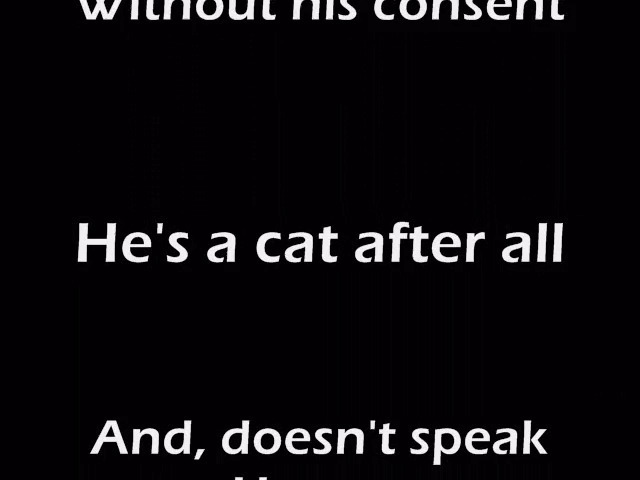 without his consent
He's a cat after all
And, doesn't speak